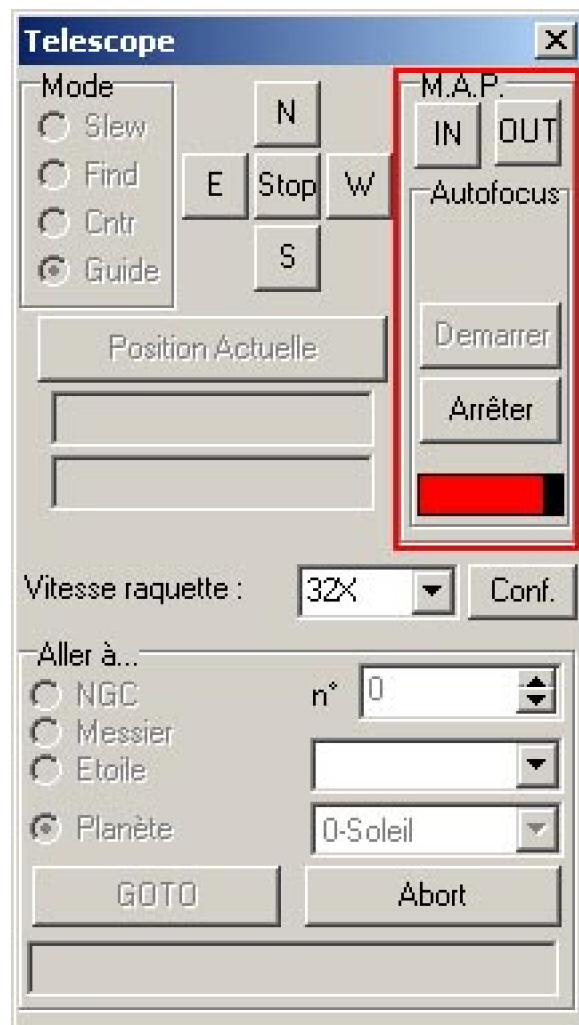 Telescope
Mode
Slew
Find
Cntr
Guide
N
E
Stop
W
S
M.A.P.
IN
OUT
Autofocus
Demarrer
Arrêter
Position Actuelle
Vitesse raquette :
32X
Conf.
Aller à...
NGC
Messier
Etoile
Planète
n°
0
0-Soleil
GOTO
Abort